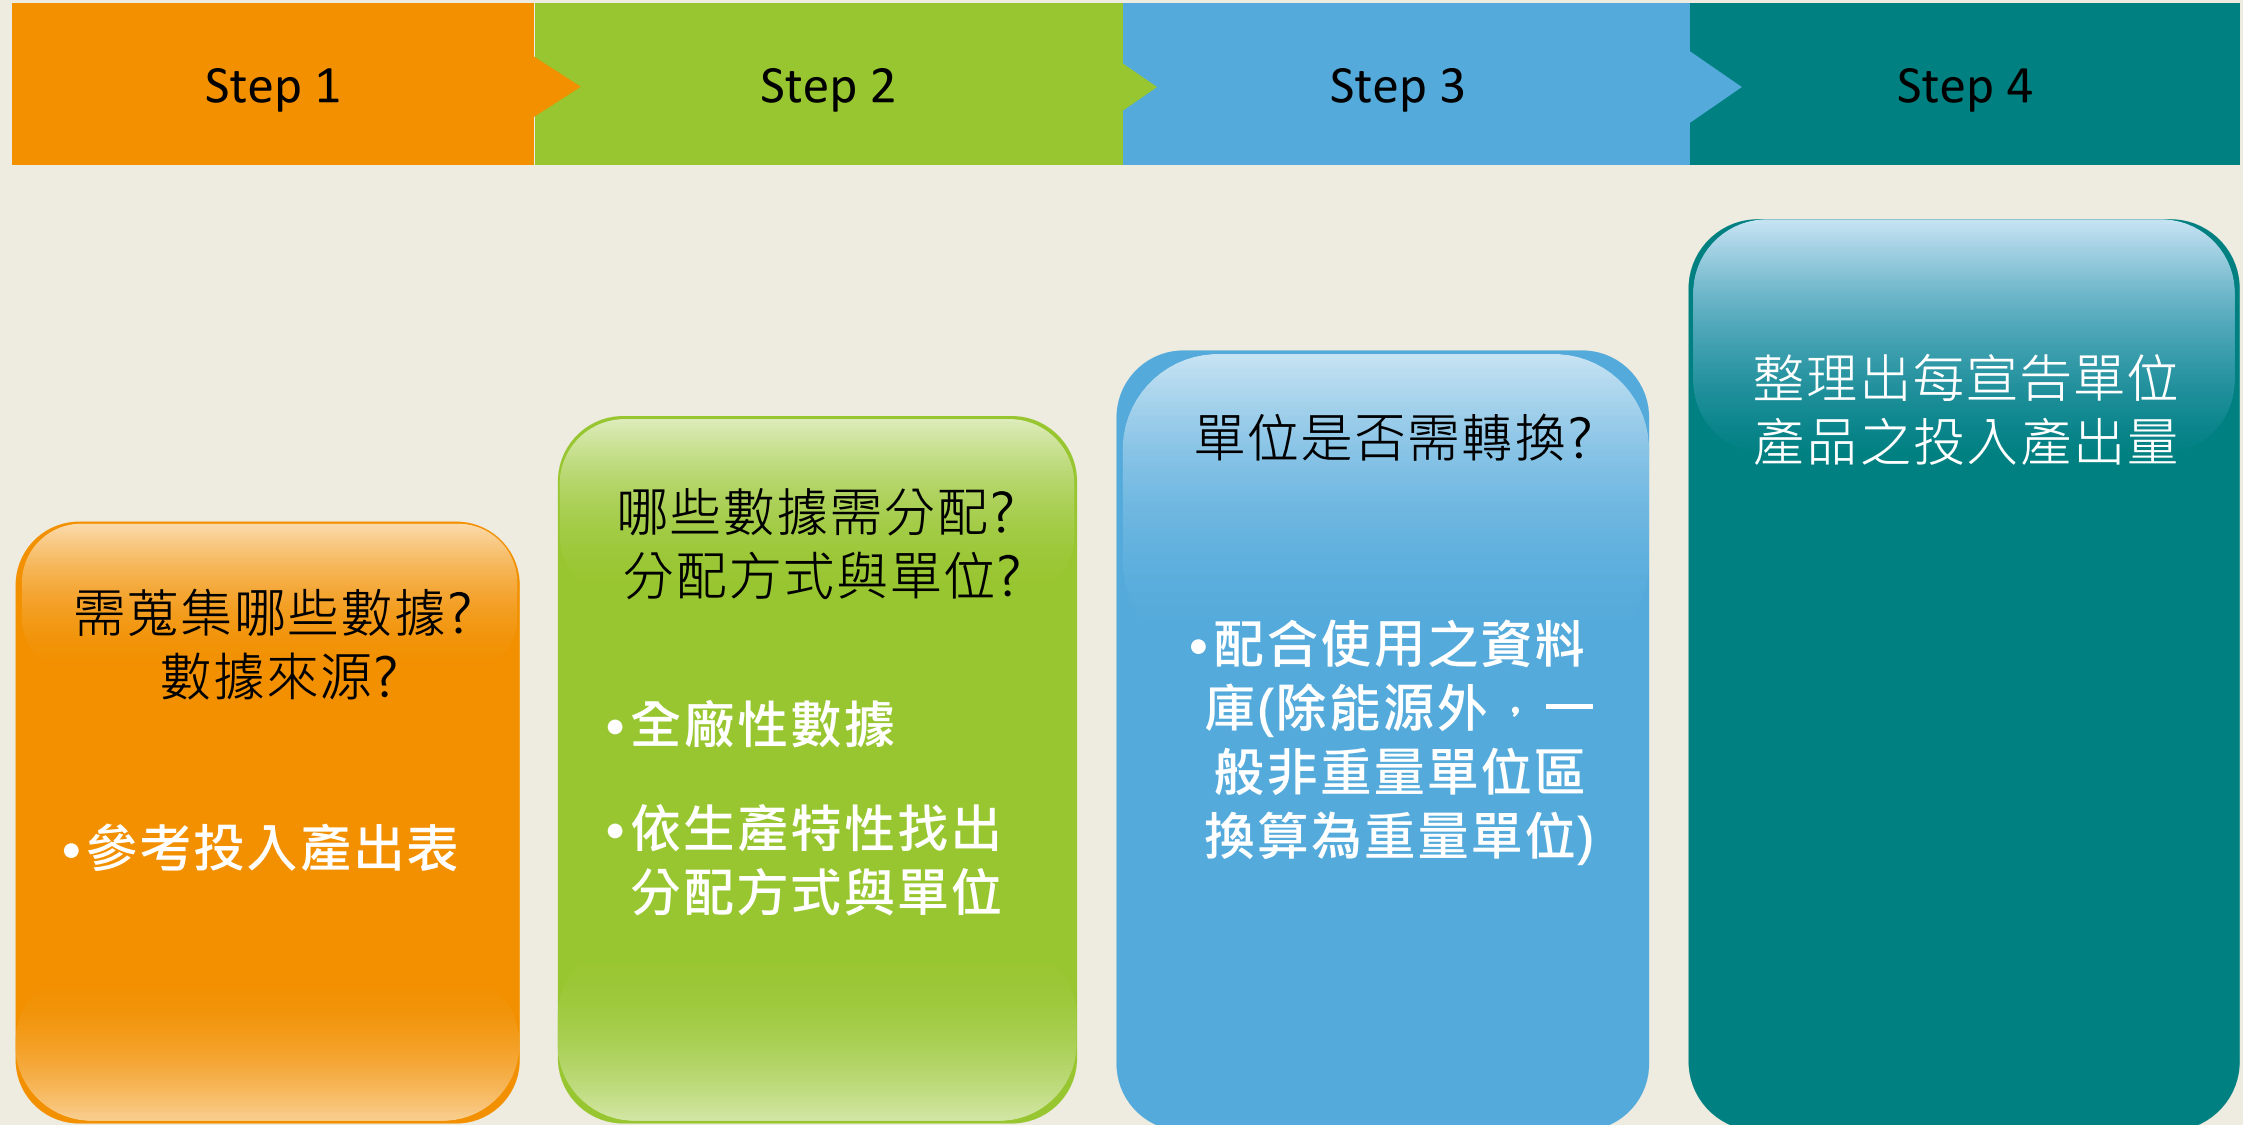 Step 1
Step 2
Step 3
Step 4
需蒐集哪些數據?
數據來源?
•參考投入產出表
哪些數據需分配?
分配方式與單位?
•全廠性數據
•依生產特性找出
分配方式與單位
單位是否需轉換?
•配合使用之資料
庫(除能源外，一
般非重量單位區
換算為重量單位)
整理出每宣告單位
產品之投入產出量